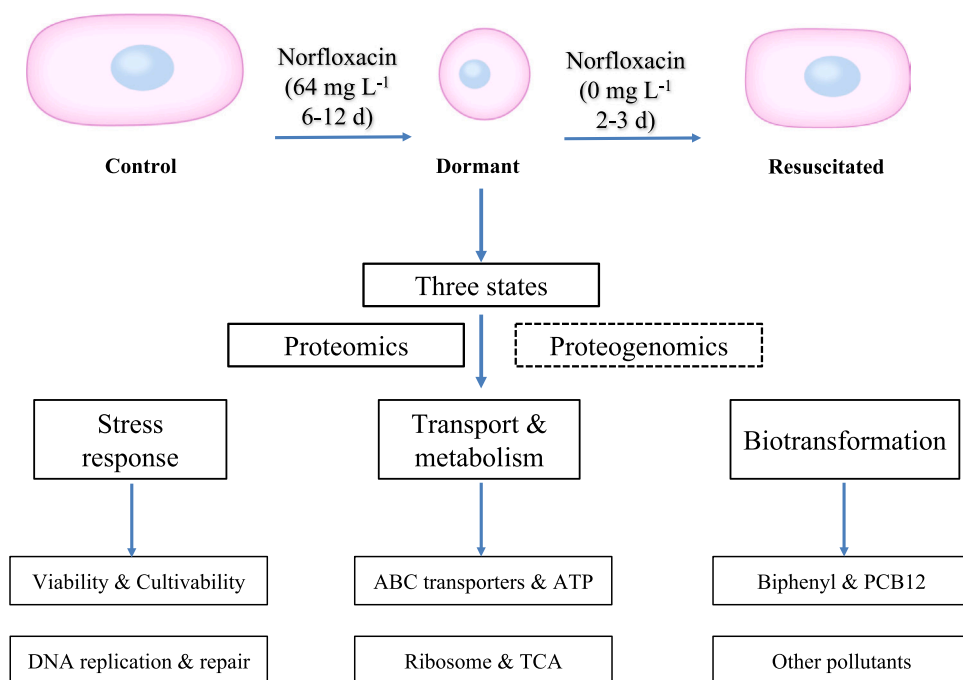 Norfloxacin
(64 mg L-1
6-12 d)
Norfloxacin
(0 mg L-1
2-3 d)
Control
Dormant
Resuscitated
Three states
Proteomics
Proteogenomics
Stress
response
Transport &
metabolism
Biotransformation
Viability & Cultivability
ABC transporters & ATP
Biphenyl & PCB12
DNA replication & repair
Ribosome & TCA
Other pollutants